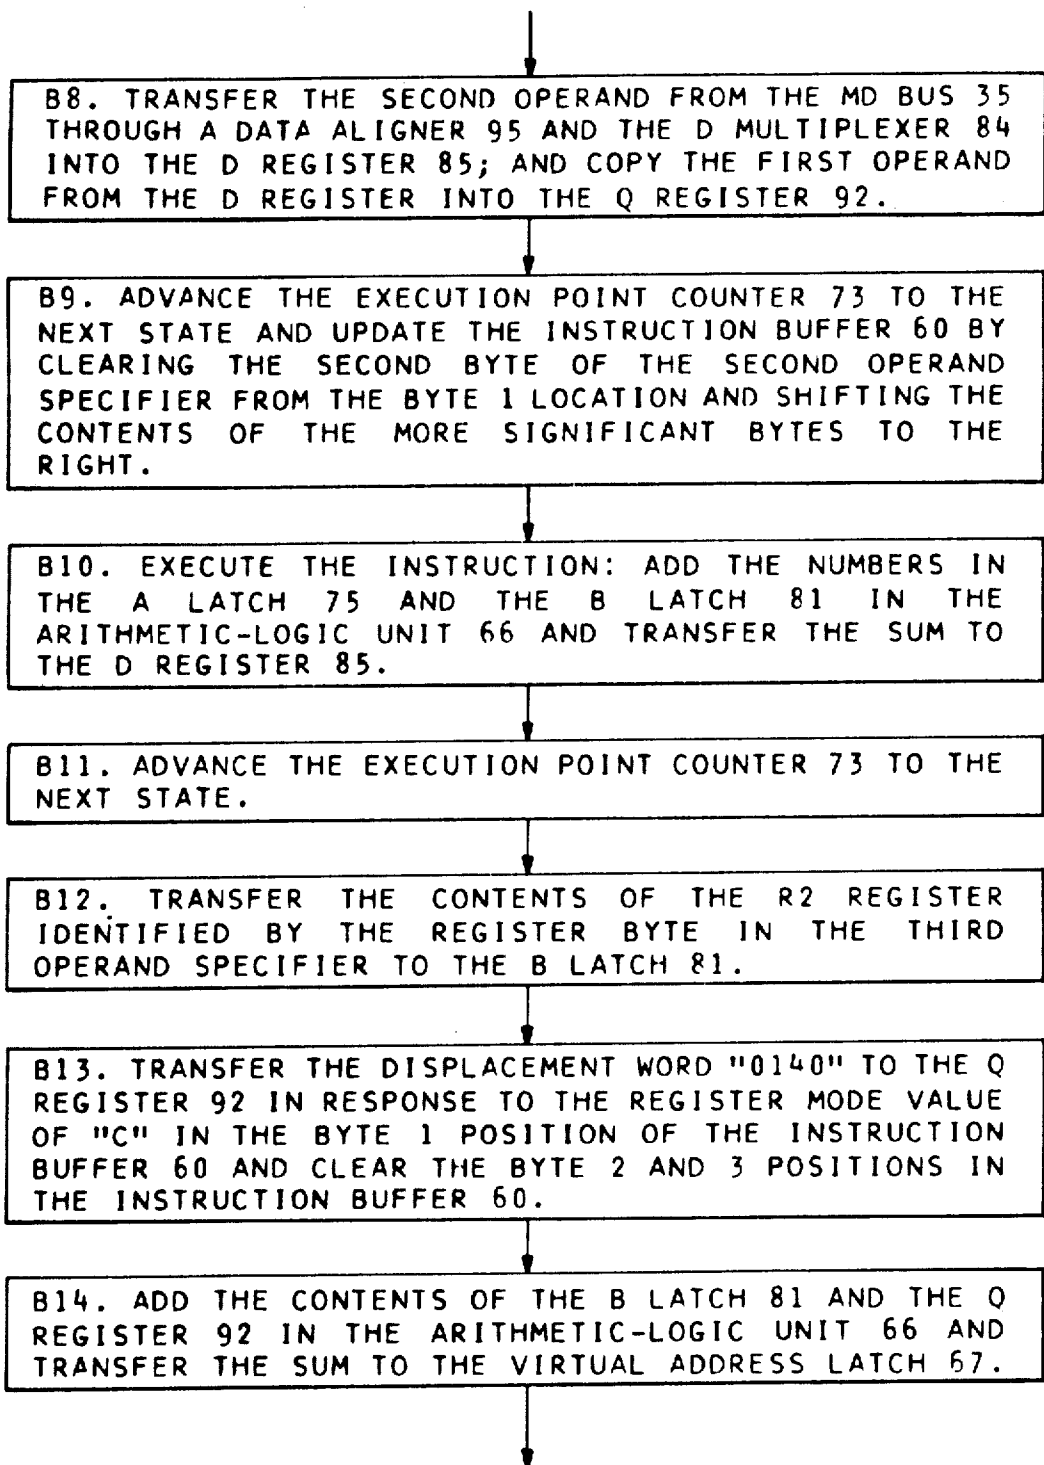 B8. TRANSFER THE SECOND OPERAND FROM THE MD BUS 35
THROUGH A DATA ALIGNER 95 AND THE D MULTIPLEXER 84
INTO THE D REGISTER 85; AND COPY THE FIRST OPERAND
FROM THE D REGISTER INTO THE Q REGISTER 92.
B9. ADVANCE THE EXECUTION POINT COUNTER 73 TO THE
NEXT STATE AND UPDATE THE INSTRUCTION BUFFER 60 BY
CLEARING THE SECOND BYTE OF THE SECOND OPERAND
SPECIFIER FROM THE BYTE 1 LOCATION AND SHIFTING THE
CONTENTS OF THE MORE SIGNIFICANT BYTES TO THE
RIGHT.
B10. EXECUTE THE INSTRUCTION: ADD THE NUMBERS IN
THE A LATCH 75 AND THE B LATCH 81 IN THE
ARITHMETIC-LOGIC UNIT 66 AND TRANSFER THE SUM TO
THE D REGISTER 85.
B11. ADVANCE THE EXECUTION POINT COUNTER 73 TO THE
NEXT STATE.
B12. TRANSFER THE CONTENTS OF THE R2 REGISTER
IDENTIFIED BY THE REGISTER BYTE IN THE THIRD
OPERAND SPECIFIER TO THE B LATCH 81.
B13. TRANSFER THE DISPLACEMENT WORD "0140" TO THE Q
REGISTER 92 IN RESPONSE TO THE REGISTER MODE VALUE
OF "C" IN THE BYTE 1 POSITION OF THE INSTRUCTION
BUFFER 60 AND CLEAR THE BYTE 2 AND 3 POSITIONS IN
THE INSTRUCTION BUFFER 60.
B14. ADD THE CONTENTS OF THE B LATCH 81 AND THE Q
REGISTER 92 IN THE ARITHMETIC-LOGIC UNIT 66 AND
TRANSFER THE SUM TO THE VIRTUAL ADDRESS LATCH 67.